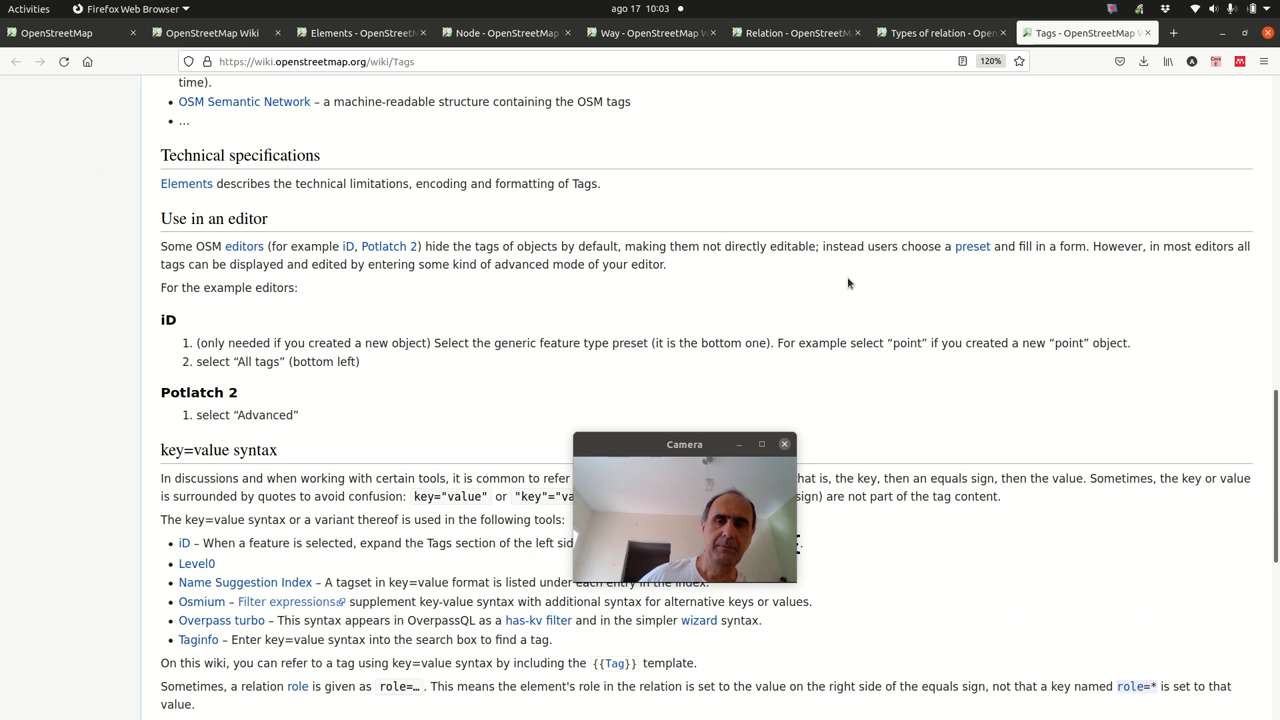 Activities
Firefox Web Browser
ago 17 10:03
OpenStreetMap
OpenStreetMap Wiki
Elements - OpenStreetM
Node - OpenStreetMap
Way - OpenStreetMap W
Relation - OpenStreetM
Types of relation - Open
Tags - OpenStreetMap W
https://wiki.openstreetmap.org/wiki/Tags
120%
time).
• OSM Semantic Network – a machine-readable structure containing the OSM tags
• ...
Technical specifications
Elements describes the technical limitations, encoding and formatting of Tags.
Use in an editor
Some OSM editors (for example iD, Potlatch 2) hide the tags of objects by default, making them not directly editable; instead users choose a preset and fill in a form. However, in most editors all
tags can be displayed and edited by entering some kind of advanced mode of your editor.
For the example editors:
iD
1. (only needed if you created a new object) Select the generic feature type preset (it is the bottom one). For example select “point” if you created a new “point” object.
2. select “All tags” (bottom left)
Potlatch 2
1. select “Advanced”
Camera
key=value syntax
In discussions and when working with certain tools, it is common to refer hat is, the key, then an equals sign, then the value. Sometimes, the key or value
is surrounded by quotes to avoid confusion: key="value" or "key"="va sign) are not part of the tag content.
The key=value syntax or a variant thereof is used in the following tools:
• iD – When a feature is selected, expand the Tags section of the left sid
• Level0
• Name Suggestion Index – A tagset in key=value format is listed under each entry in the index.
• Osmium – Filter expressions supplement key-value syntax with additional syntax for alternative keys or values.
• Overpass turbo – This syntax appears in OverpassQL as a has-kv filter and in the simpler wizard syntax.
• Taginfo – Enter key=value syntax into the search box to find a tag.
On this wiki, you can refer to a tag using key=value syntax by including the {{Tag}} template.
Sometimes, a relation role is given as role=… . This means the element's role in the relation is set to the value on the right side of the equals sign, not that a key named role=* is set to that
value.